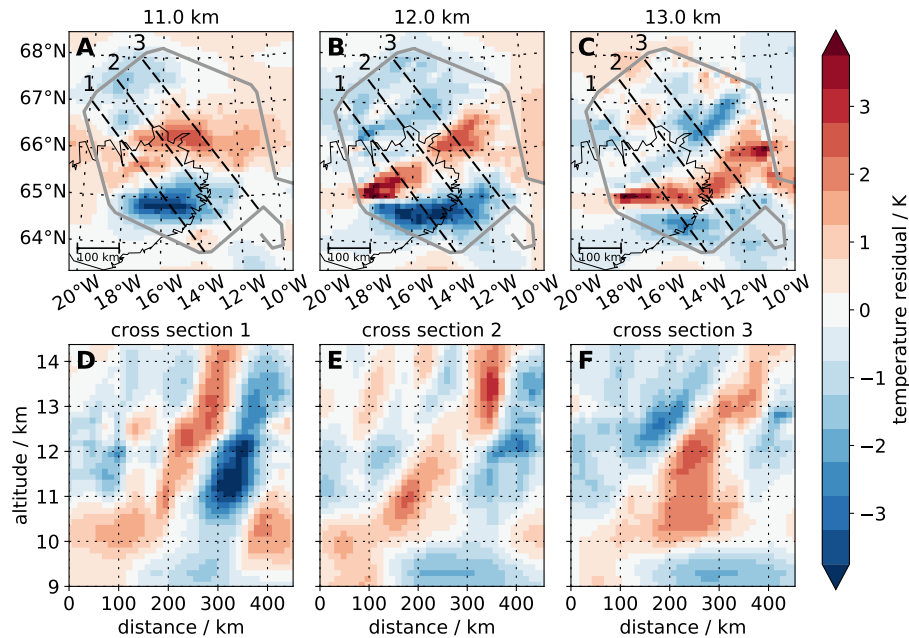 11.0 km
12.0 km
13.0 km
A
B
C
1
2
3
1
2
3
1
2
3
68°N
67°N
66°N
65°N
64°N
100 km
100 km
100 km
20°W
18°W
16°W
14°W
12°W
10°W
20°W
18°W
16°W
14°W
12°W
10°W
20°W
18°W
16°W
14°W
12°W
10°W
cross section 1
cross section 2
cross section 3
D
E
F
altitude / km
14
13
12
11
10
9
0
100
200
300
400
distance / km
0
100
200
300
400
distance / km
0
100
200
300
400
distance / km
3
2
1
0
−1
−2
−3
temperature residual / K